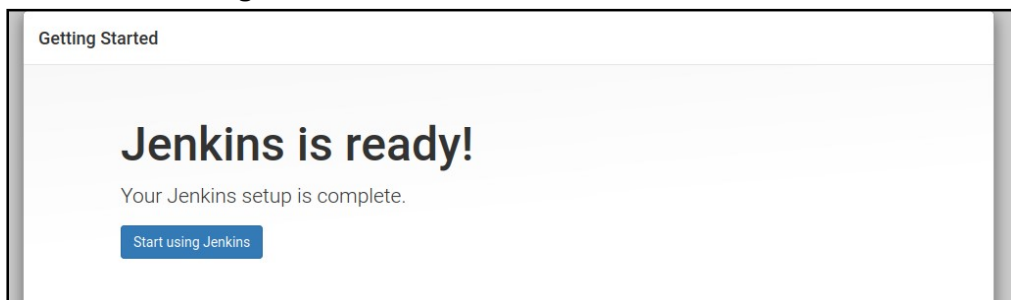 Getting Started
Jenkins is ready!
Your Jenkins setup is complete.
Start using Jenkins